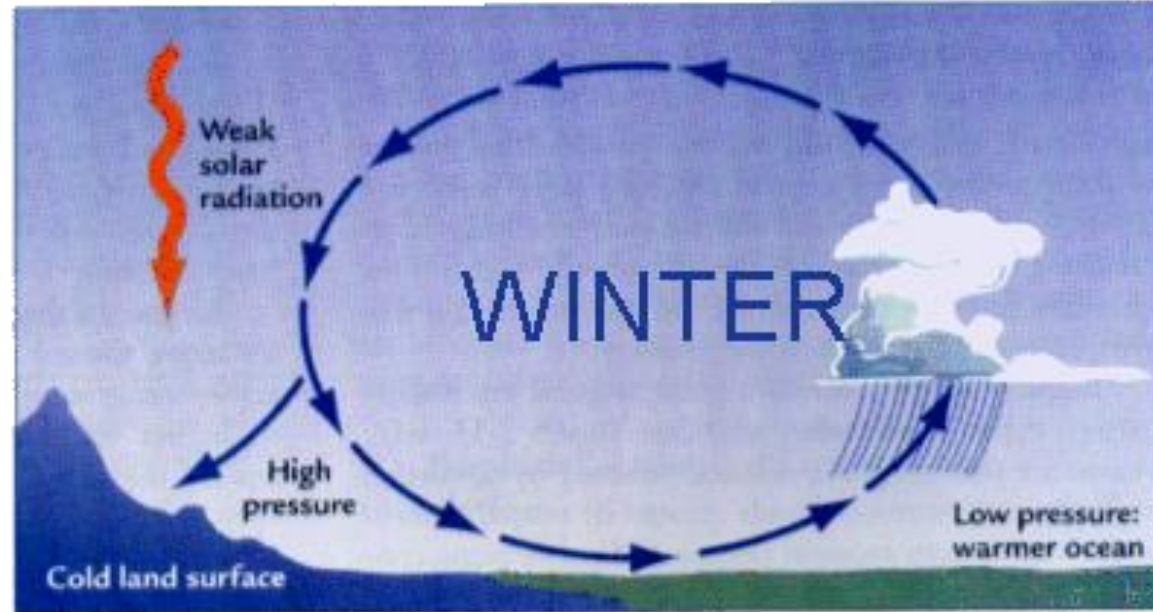 Weak
solar
radiation
WINTER
High
pressure
Low pressure:
warmer ocean
Cold land surface